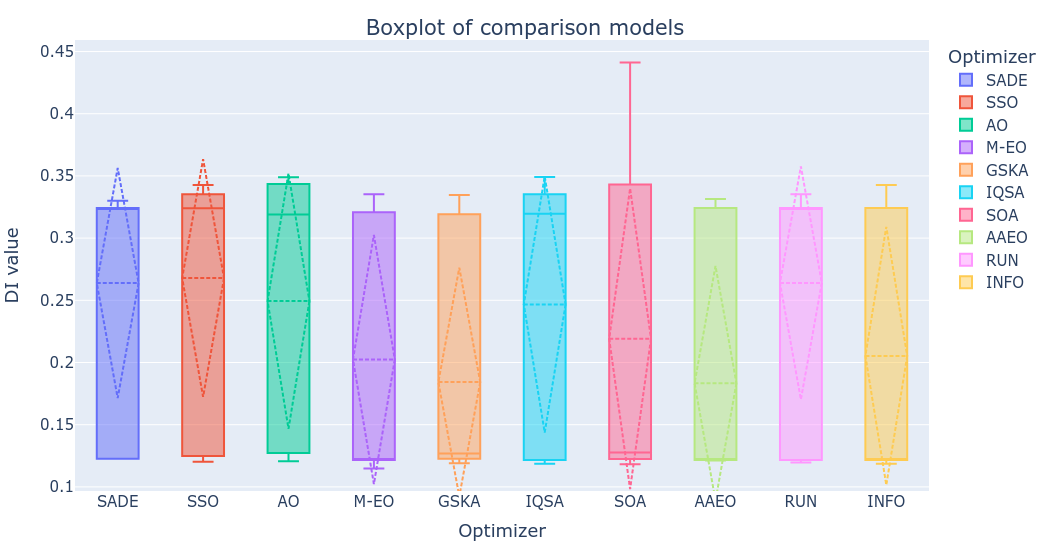 Boxplot of comparison models
DI value
0.45
0.4
0.35
0.3
0.25
0.2
0.15
0.1
SADE
SSO
AO
M-EO
GSKA
IQSA
SOA
AAEO
RUN
INFO
Optimizer
Optimizer
SADE
SSO
AO
M-EO
GSKA
IQSA
SOA
AAEO
RUN
INFO